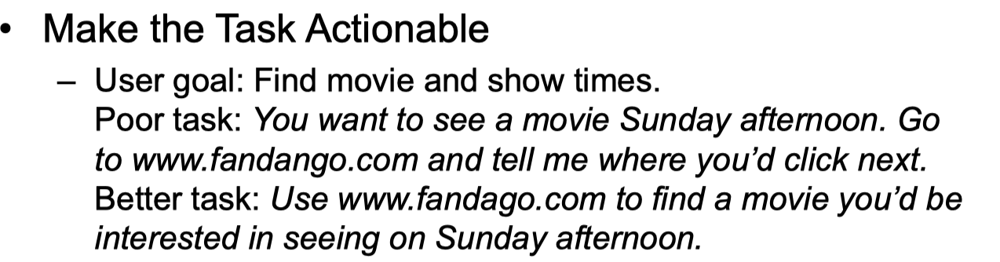 • Make the Task Actionable
– User goal: Find movie and show times.
Poor task: You want to see a movie Sunday afternoon. Go
to www.fandango.com and tell me where you’d click next.
Better task: Use www.fandago.com to find a movie you’d be
interested in seeing on Sunday afternoon.